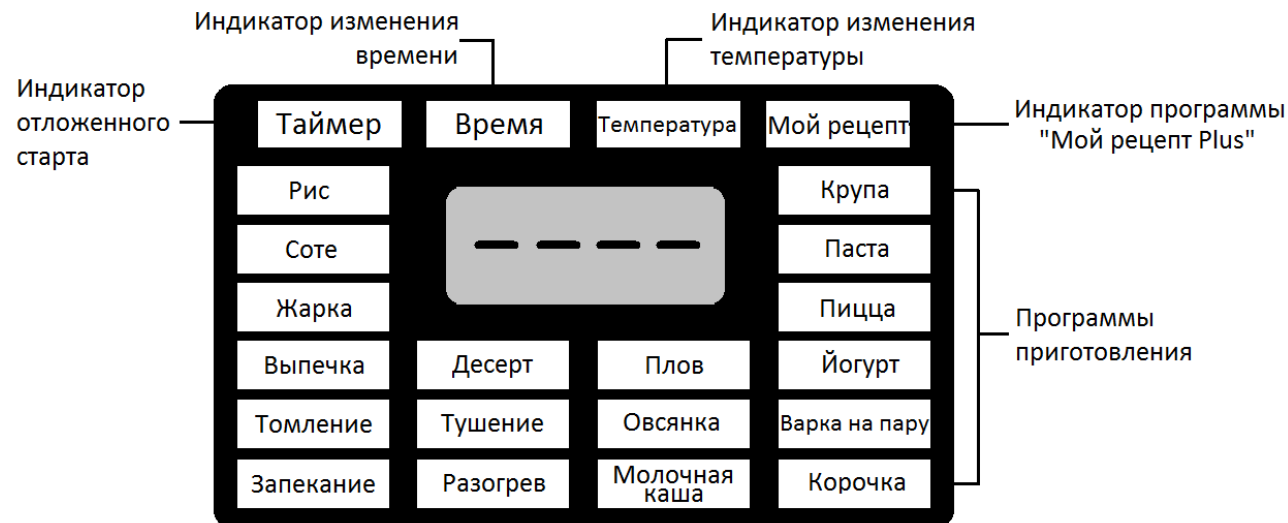 Индикатор изменения
времени
Индикатор изменения
температуры
Индикатор
отложенного
старта
Таймер
Время
Температура
Мой рецепт
Индикатор программы
"Мой рецепт Plus"
Рис
Крупа
Соте
Паста
Жарка
Пицца
Программы
приготовления
Выпечка
Десерт
Плов
Йогурт
Томление
Тушение
Овсянка
Варка на пару
Запекание
Разогрев
Молочная
каша
Корочка